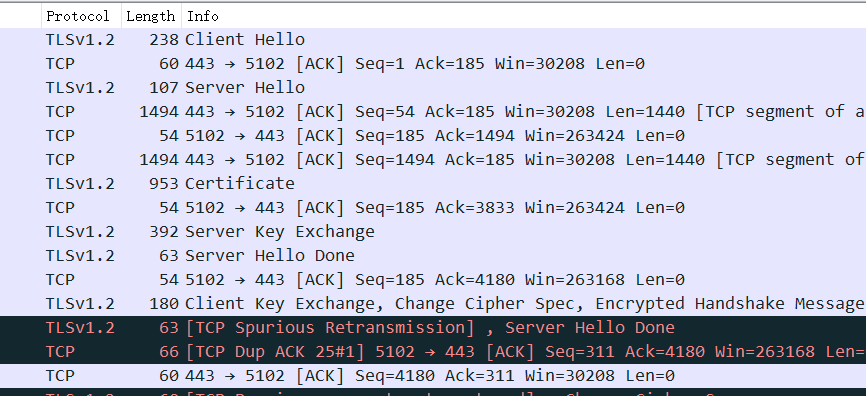 Protocol Length Info
TLSv1.2 238 Client Hello
TCP 60 443 → 5102 [ACK] Seq=1 Ack=185 Win=30208 Len=0
TLSv1.2 107 Server Hello
TCP 1494 443 → 5102 [ACK] Seq=54 Ack=185 Win=30208 Len=1440 [TCP segment of a
TCP 54 5102 → 443 [ACK] Seq=185 Ack=1494 Win=263424 Len=0
TCP 1494 443 → 5102 [ACK] Seq=1494 Ack=185 Win=30208 Len=1440 [TCP segment of
TLSv1.2 953 Certificate
TCP 54 5102 → 443 [ACK] Seq=185 Ack=3833 Win=263424 Len=0
TLSv1.2 392 Server Key Exchange
TLSv1.2 63 Server Hello Done
TCP 54 5102 → 443 [ACK] Seq=185 Ack=4180 Win=263168 Len=0
TLSv1.2 180 Client Key Exchange, Change Cipher Spec, Encrypted Handshake Message
TLSv1.2 63 [TCP Spurious Retransmission] , Server Hello Done
TCP 66 [TCP Dup ACK 25#1] 5102 → 443 [ACK] Seq=311 Ack=4180 Win=263168 Len=
TCP 60 443 → 5102 [ACK] Seq=4180 Ack=311 Win=30208 Len=0